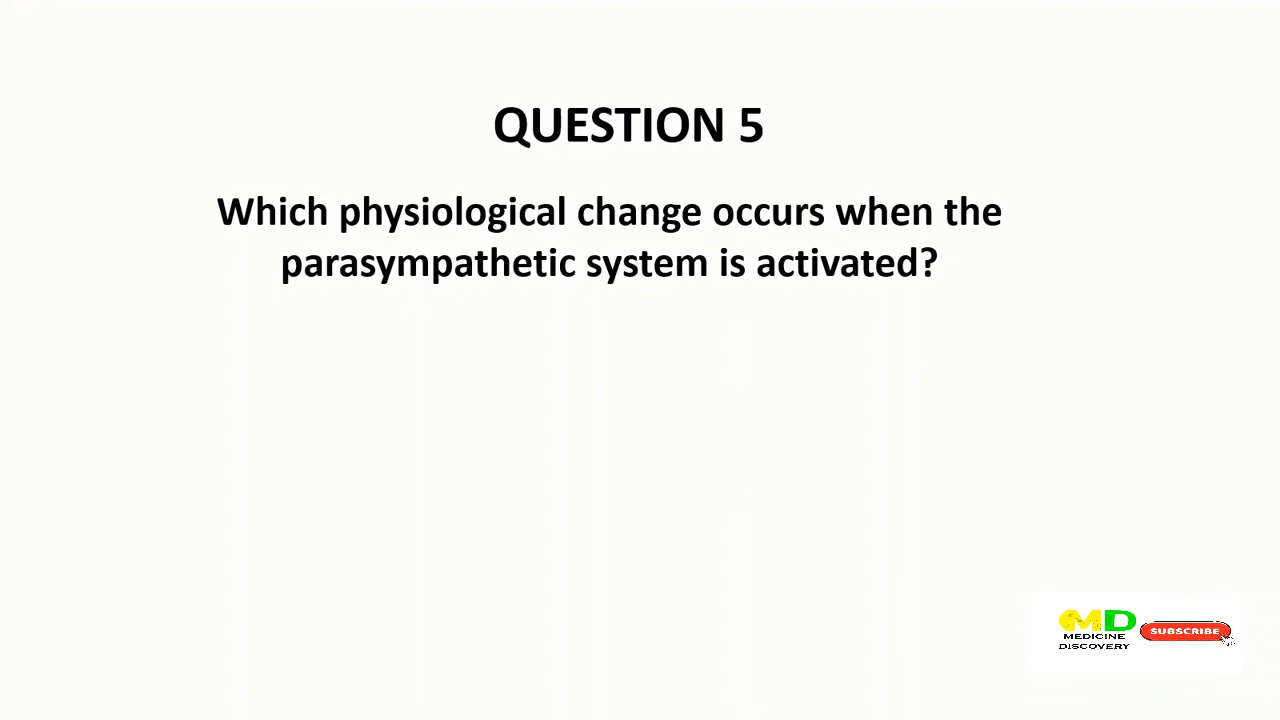 QUESTION 5
Which physiological change occurs when the
parasympathetic system is activated?
MD
MEDICINE
DISCOVERY
SUBSCRIBE